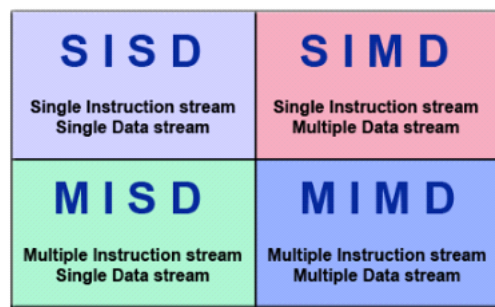 SISD
Single Instruction stream
Single Data stream
SIMD
Single Instruction stream
Multiple Data stream
MISD
Multiple Instruction stream
Single Data stream
MIMD
Multiple Instruction stream
Multiple Data stream